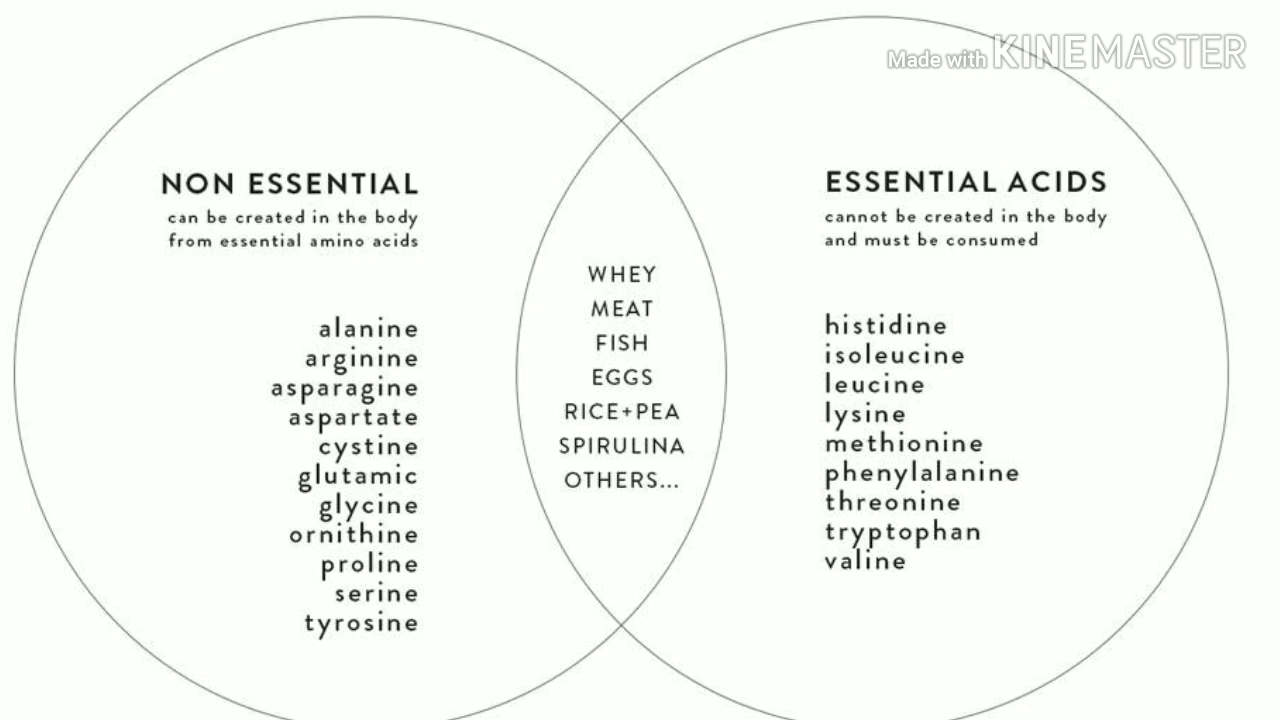 Made with KINEMASTER
NON ESSENTIAL
can be created in the body
from essential amino acids
alanine
arginine
asparagine
aspartate
cystine
glutamic
glycine
ornithine
proline
serine
tyrosine
WHEY
MEAT
FISH
EGGS
RICE+PEA
SPIRULINA
OTHERS...
ESSENTIAL ACIDS
cannot be created in the body
and must be consumed
histidine
isoleucine
leucine
lysine
methionine
phenylalanine
threonine
tryptophan
valine